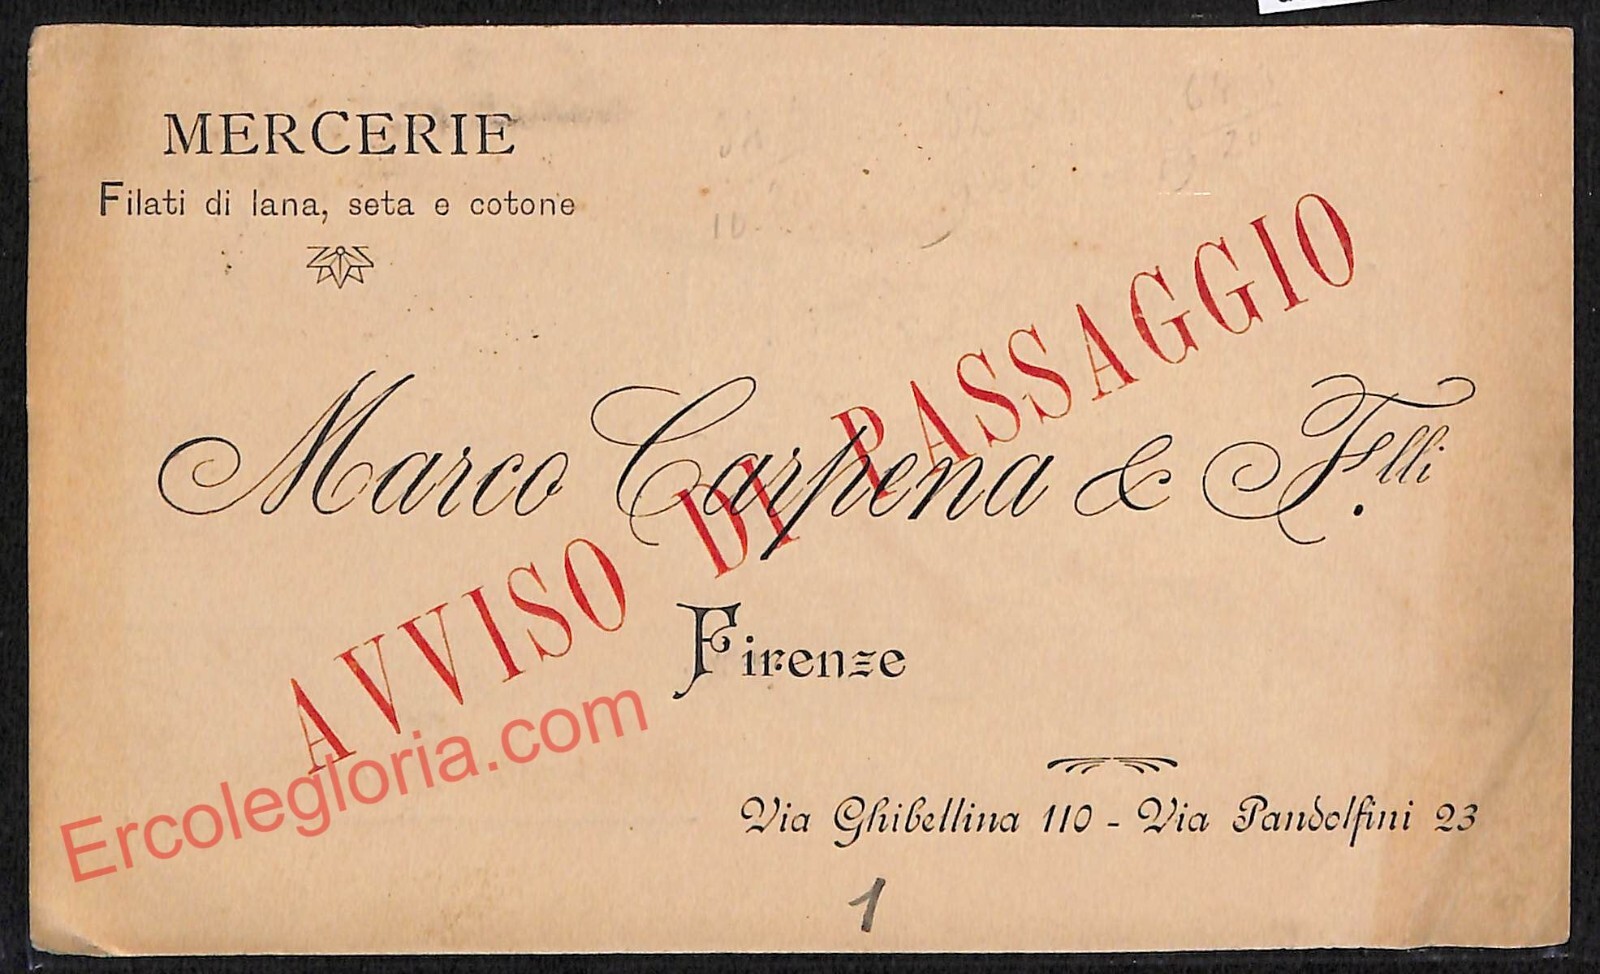 MERCERIE
Filati di lana, seta e cotone
AVVISO DI PASSAGGIO
Marco Carpena & F.lli
Firenze
Via Ghibellina 110 - Via Pandolfini 23
1
Ercolegloria.com